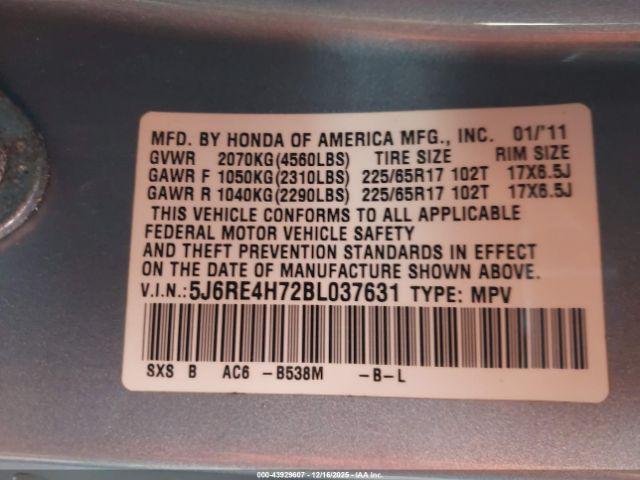 MFD. BY HONDA OF AMERICA MFG., INC. 01/'11
GVWR 2070KG(4560LBS) TIRE SIZE RIM SIZE
GAWR F 1050KG(2310LBS) 225/65R17 102T 17X6.5J
GAWR R 1040KG(2290LBS) 225/65R17 102T 17X6.5J
THIS VEHICLE CONFORMS TO ALL APPLICABLE
FEDERAL MOTOR VEHICLE SAFETY
AND THEFT PREVENTION STANDARDS IN EFFECT
ON THE DATE OF MANUFACTURE SHOWN ABOVE.
V.I.N.:5J6RE4H72BL037631 TYPE: MPV
SXS B AC6 -B538M -B-L
IAA -- 43929607 -- 12/16/2025 -- IAAI.COM